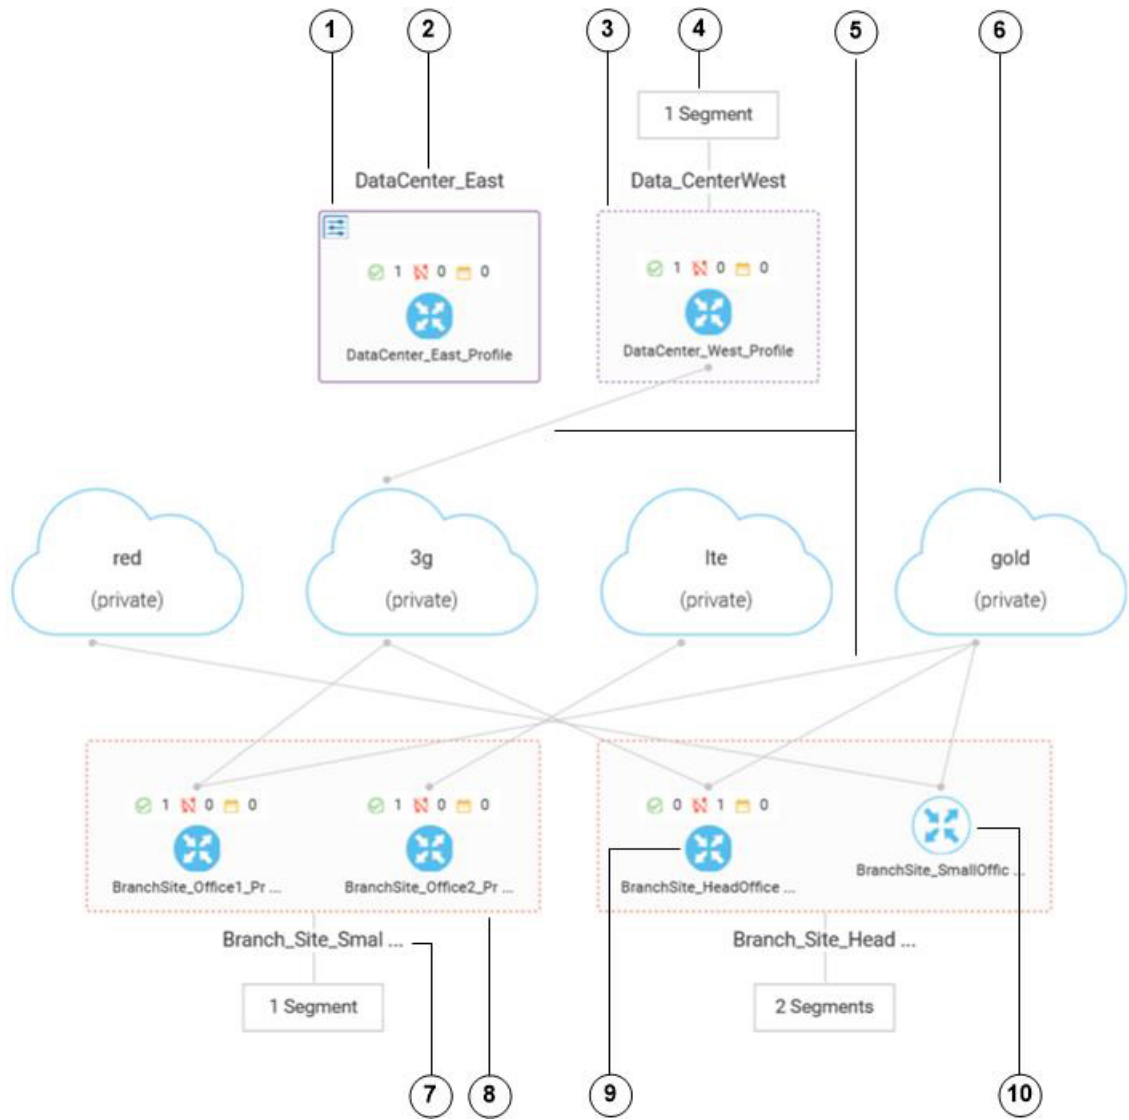 1 2 3 4 5 6
1 Segment
DataCenter_East Data_CenterWest
1 0 0 1 0 0
DataCenter_East_Profile DataCenter_West_Profile
red 3g lte gold
(private) (private) (private) (private)
1 0 0 1 0 0 0 1 0
BranchSite_Office1_Pr ... BranchSite_Office2_Pr ... BranchSite_HeadOffice ... BranchSite_SmallOffic ...
Branch_Site_Smal ... Branch_Site_Head ...
1 Segment 2 Segments
7 8 9 10